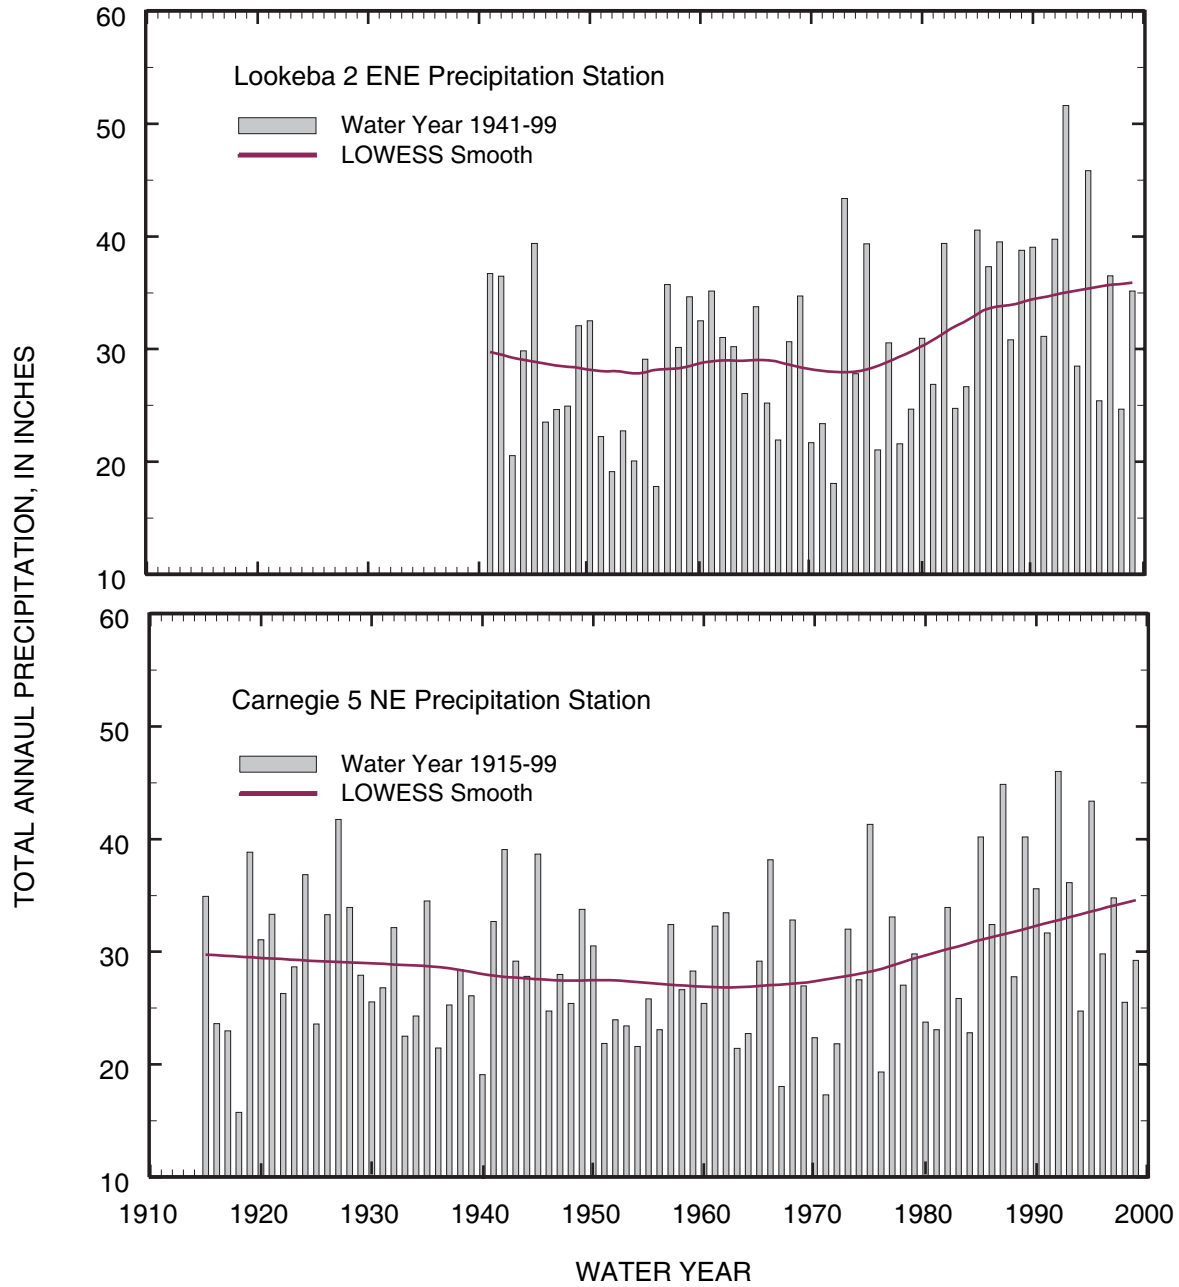 TOTAL ANNAUL PRECIPITATION, IN INCHES
60
50
40
30
20
10
Lookeba 2 ENE Precipitation Station
Water Year 1941-99
LOWESS Smooth
60
50
40
30
20
10
Carnegie 5 NE Precipitation Station
Water Year 1915-99
LOWESS Smooth
1910 1920 1930 1940 1950 1960 1970 1980 1990 2000
WATER YEAR